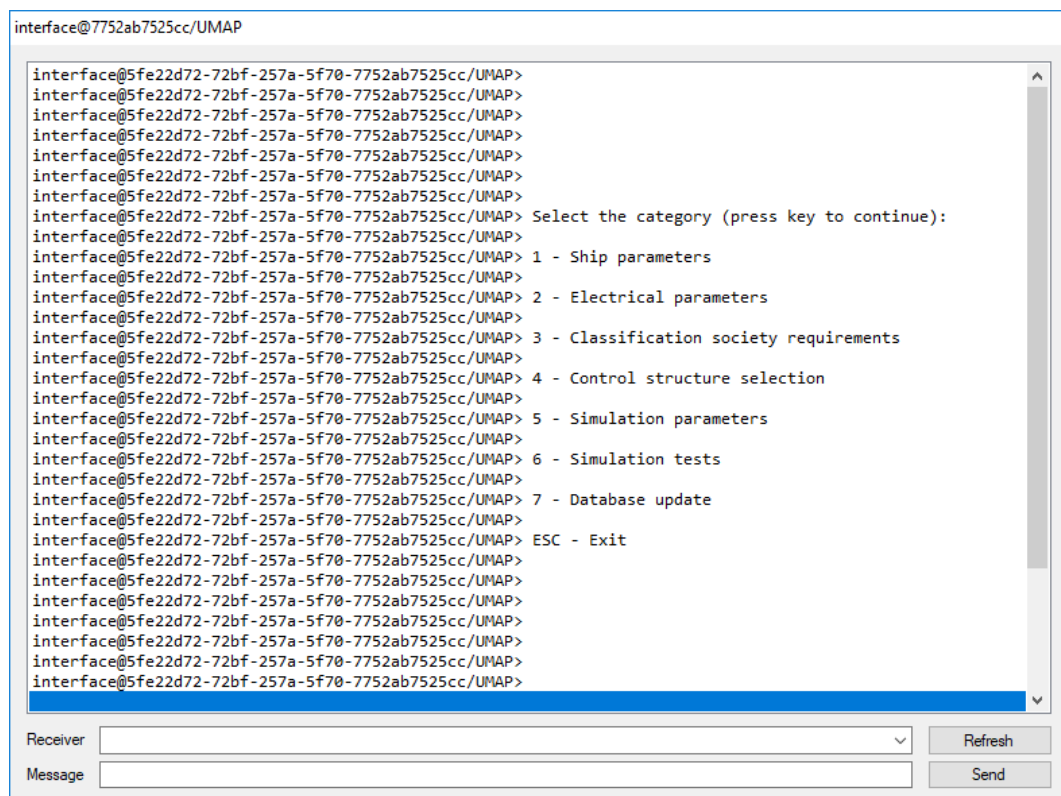 interface@7752ab7525cc/UMAP
interface@5fe22d72-72bf-257a-5f70-7752ab7525cc/UMAP>
interface@5fe22d72-72bf-257a-5f70-7752ab7525cc/UMAP>
interface@5fe22d72-72bf-257a-5f70-7752ab7525cc/UMAP>
interface@5fe22d72-72bf-257a-5f70-7752ab7525cc/UMAP>
interface@5fe22d72-72bf-257a-5f70-7752ab7525cc/UMAP>
interface@5fe22d72-72bf-257a-5f70-7752ab7525cc/UMAP>
interface@5fe22d72-72bf-257a-5f70-7752ab7525cc/UMAP>
interface@5fe22d72-72bf-257a-5f70-7752ab7525cc/UMAP> Select the category (press key to continue):
interface@5fe22d72-72bf-257a-5f70-7752ab7525cc/UMAP>
interface@5fe22d72-72bf-257a-5f70-7752ab7525cc/UMAP> 1 - Ship parameters
interface@5fe22d72-72bf-257a-5f70-7752ab7525cc/UMAP>
interface@5fe22d72-72bf-257a-5f70-7752ab7525cc/UMAP> 2 - Electrical parameters
interface@5fe22d72-72bf-257a-5f70-7752ab7525cc/UMAP>
interface@5fe22d72-72bf-257a-5f70-7752ab7525cc/UMAP> 3 - Classification society requirements
interface@5fe22d72-72bf-257a-5f70-7752ab7525cc/UMAP>
interface@5fe22d72-72bf-257a-5f70-7752ab7525cc/UMAP> 4 - Control structure selection
interface@5fe22d72-72bf-257a-5f70-7752ab7525cc/UMAP>
interface@5fe22d72-72bf-257a-5f70-7752ab7525cc/UMAP> 5 - Simulation parameters
interface@5fe22d72-72bf-257a-5f70-7752ab7525cc/UMAP>
interface@5fe22d72-72bf-257a-5f70-7752ab7525cc/UMAP> 6 - Simulation tests
interface@5fe22d72-72bf-257a-5f70-7752ab7525cc/UMAP>
interface@5fe22d72-72bf-257a-5f70-7752ab7525cc/UMAP> 7 - Database update
interface@5fe22d72-72bf-257a-5f70-7752ab7525cc/UMAP>
interface@5fe22d72-72bf-257a-5f70-7752ab7525cc/UMAP> ESC - Exit
interface@5fe22d72-72bf-257a-5f70-7752ab7525cc/UMAP>
interface@5fe22d72-72bf-257a-5f70-7752ab7525cc/UMAP>
interface@5fe22d72-72bf-257a-5f70-7752ab7525cc/UMAP>
interface@5fe22d72-72bf-257a-5f70-7752ab7525cc/UMAP>
interface@5fe22d72-72bf-257a-5f70-7752ab7525cc/UMAP>
interface@5fe22d72-72bf-257a-5f70-7752ab7525cc/UMAP>
interface@5fe22d72-72bf-257a-5f70-7752ab7525cc/UMAP>
Receiver Refresh
Message Send